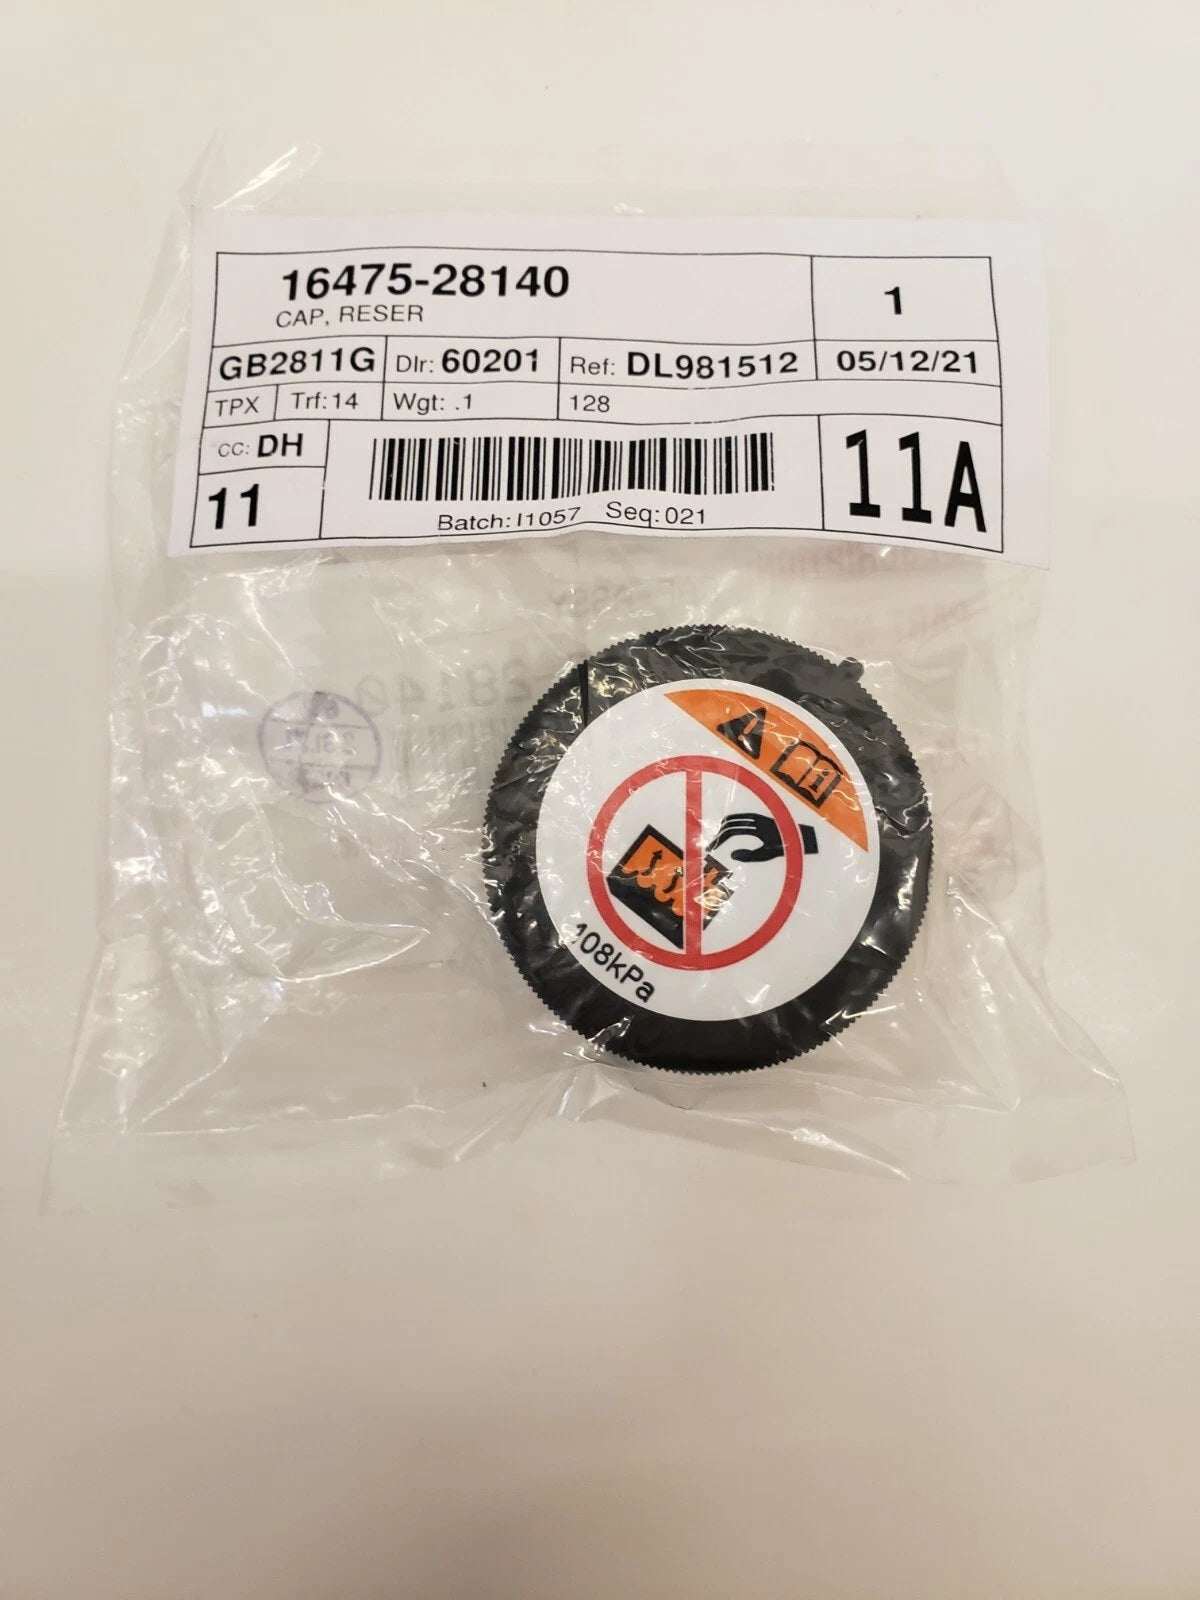 16475-28140
1
CAP, RESER
GB2811G Dlr: 60201 Ref: DL981512 05/12/21
TPX Trf: 14 Wgt: .1 128
CC: DH
11
11A
Batch: I1057 Seq: 021
28140
108kPa